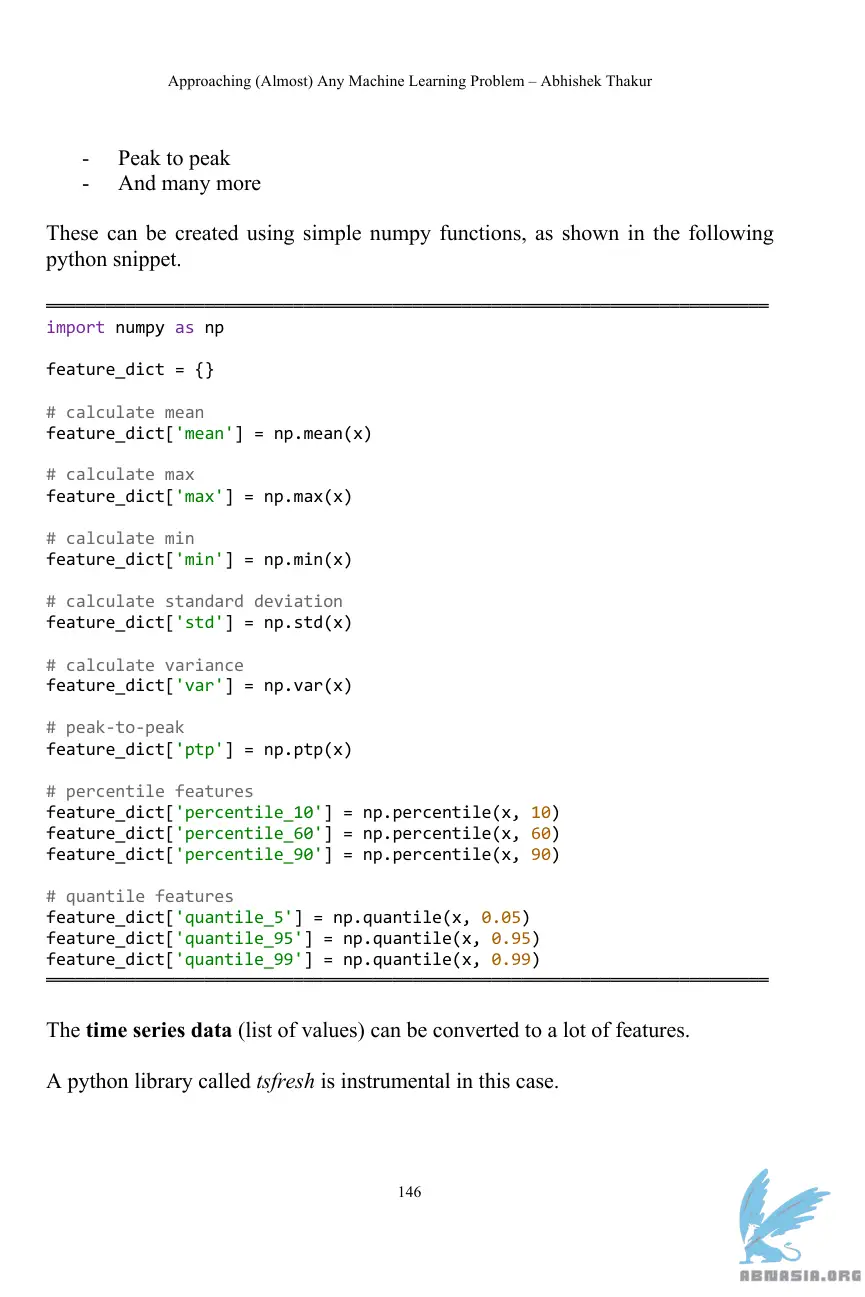 Approaching (Almost) Any Machine Learning Problem – Abhishek Thakur
- Peak to peak
- And many more
These can be created using simple numpy functions, as shown in the following
python snippet.
import numpy as np
feature_dict = {}
# calculate mean
feature_dict['mean'] = np.mean(x)
# calculate max
feature_dict['max'] = np.max(x)
# calculate min
feature_dict['min'] = np.min(x)
# calculate standard deviation
feature_dict['std'] = np.std(x)
# calculate variance
feature_dict['var'] = np.var(x)
# peak-to-peak
feature_dict['ptp'] = np.ptp(x)
# percentile features
feature_dict['percentile_10'] = np.percentile(x, 10)
feature_dict['percentile_60'] = np.percentile(x, 60)
feature_dict['percentile_90'] = np.percentile(x, 90)
# quantile features
feature_dict['quantile_5'] = np.quantile(x, 0.05)
feature_dict['quantile_95'] = np.quantile(x, 0.95)
feature_dict['quantile_99'] = np.quantile(x, 0.99)
The time series data (list of values) can be converted to a lot of features.
A python library called tsfresh is instrumental in this case.
146
ABNASIA.ORG